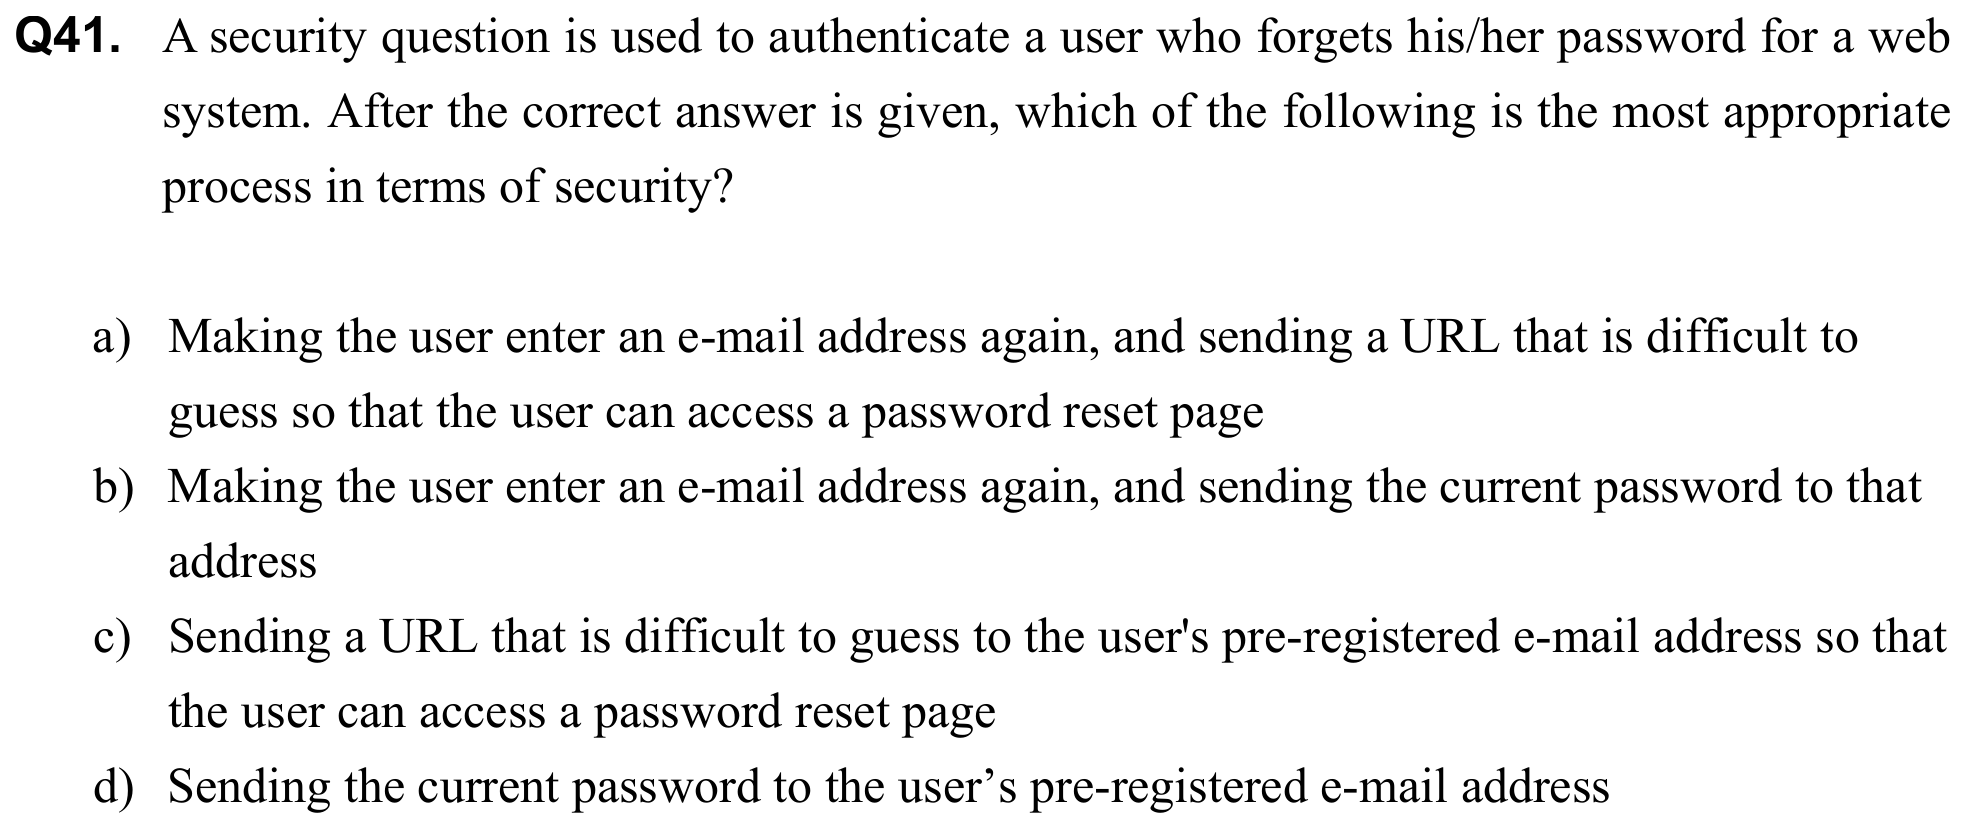 Q41. A security question is used to authenticate a user who forgets his/her password for a web
system. After the correct answer is given, which of the following is the most appropriate
process in terms of security?
a) Making the user enter an e-mail address again, and sending a URL that is difficult to
guess so that the user can access a password reset page
b) Making the user enter an e-mail address again, and sending the current password to that
address
c) Sending a URL that is difficult to guess to the user's pre-registered e-mail address so that
the user can access a password reset page
d) Sending the current password to the user’s pre-registered e-mail address